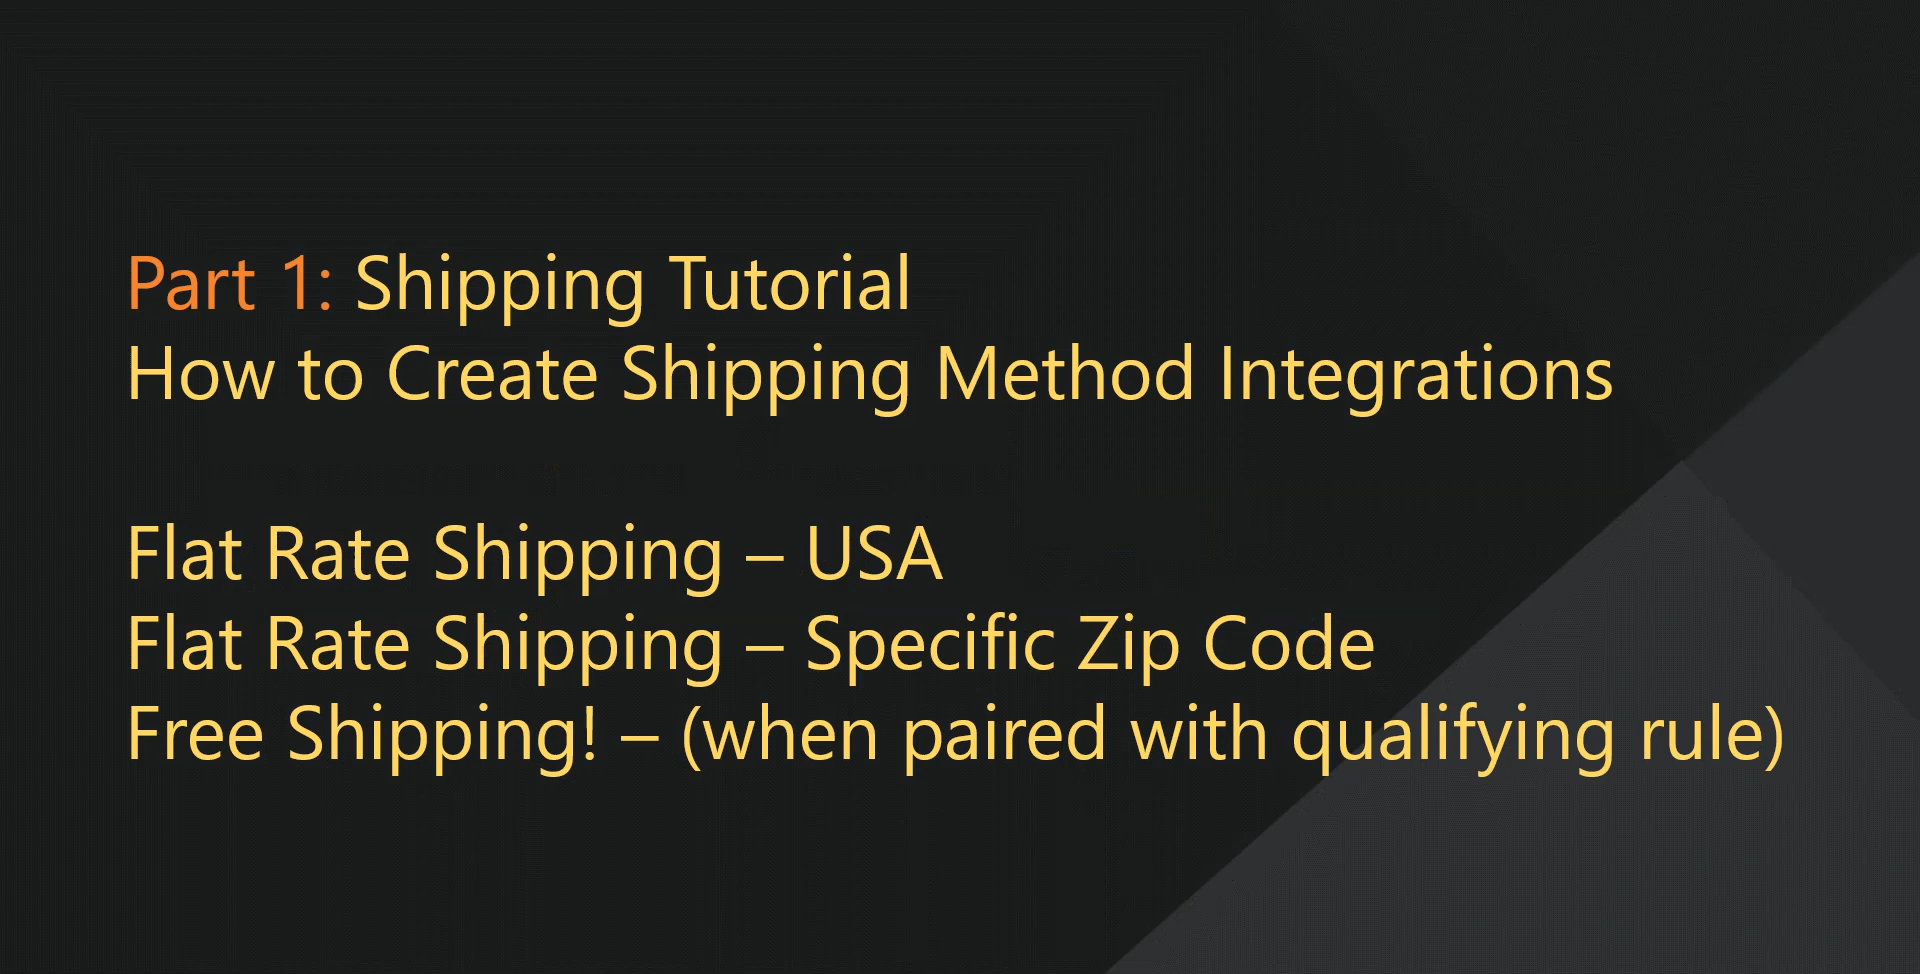 Part 1: Shipping Tutorial
How to Create Shipping Method Integrations
Flat Rate Shipping – USA
Flat Rate Shipping – Specific Zip Code
Free Shipping! – (when paired with qualifying rule)